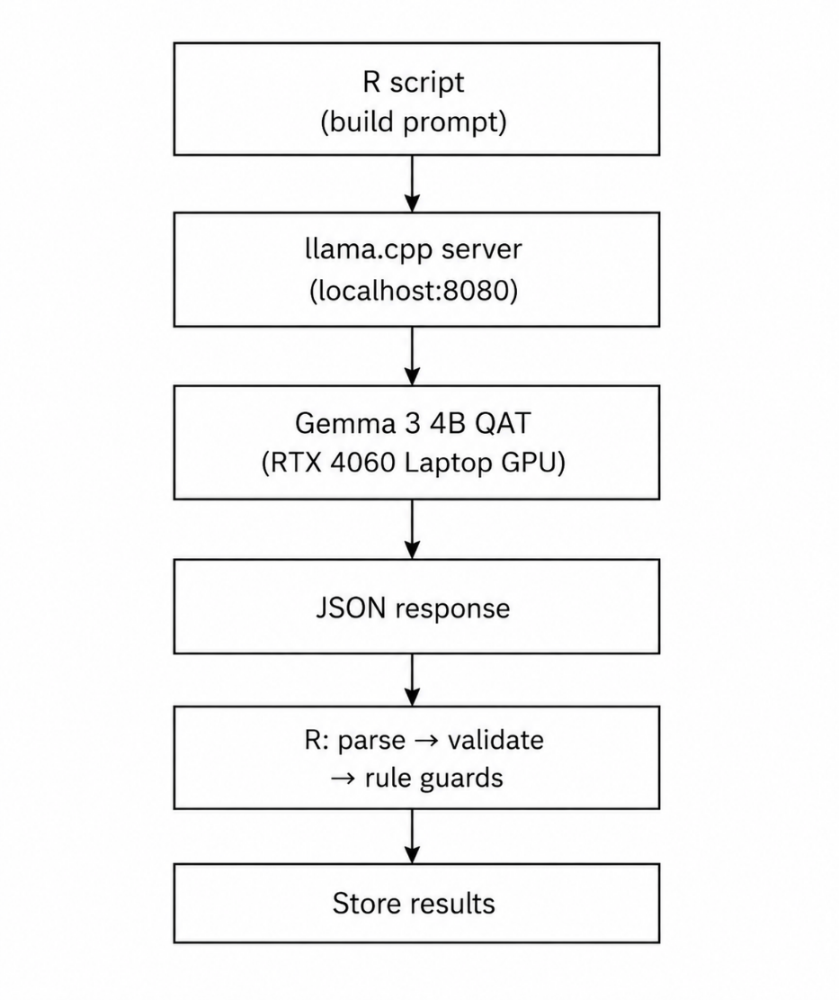 R script
(build prompt)
llama.cpp server
(localhost:8080)
Gemma 3 4B QAT
(RTX 4060 Laptop GPU)
JSON response
R: parse → validate
→ rule guards
Store results